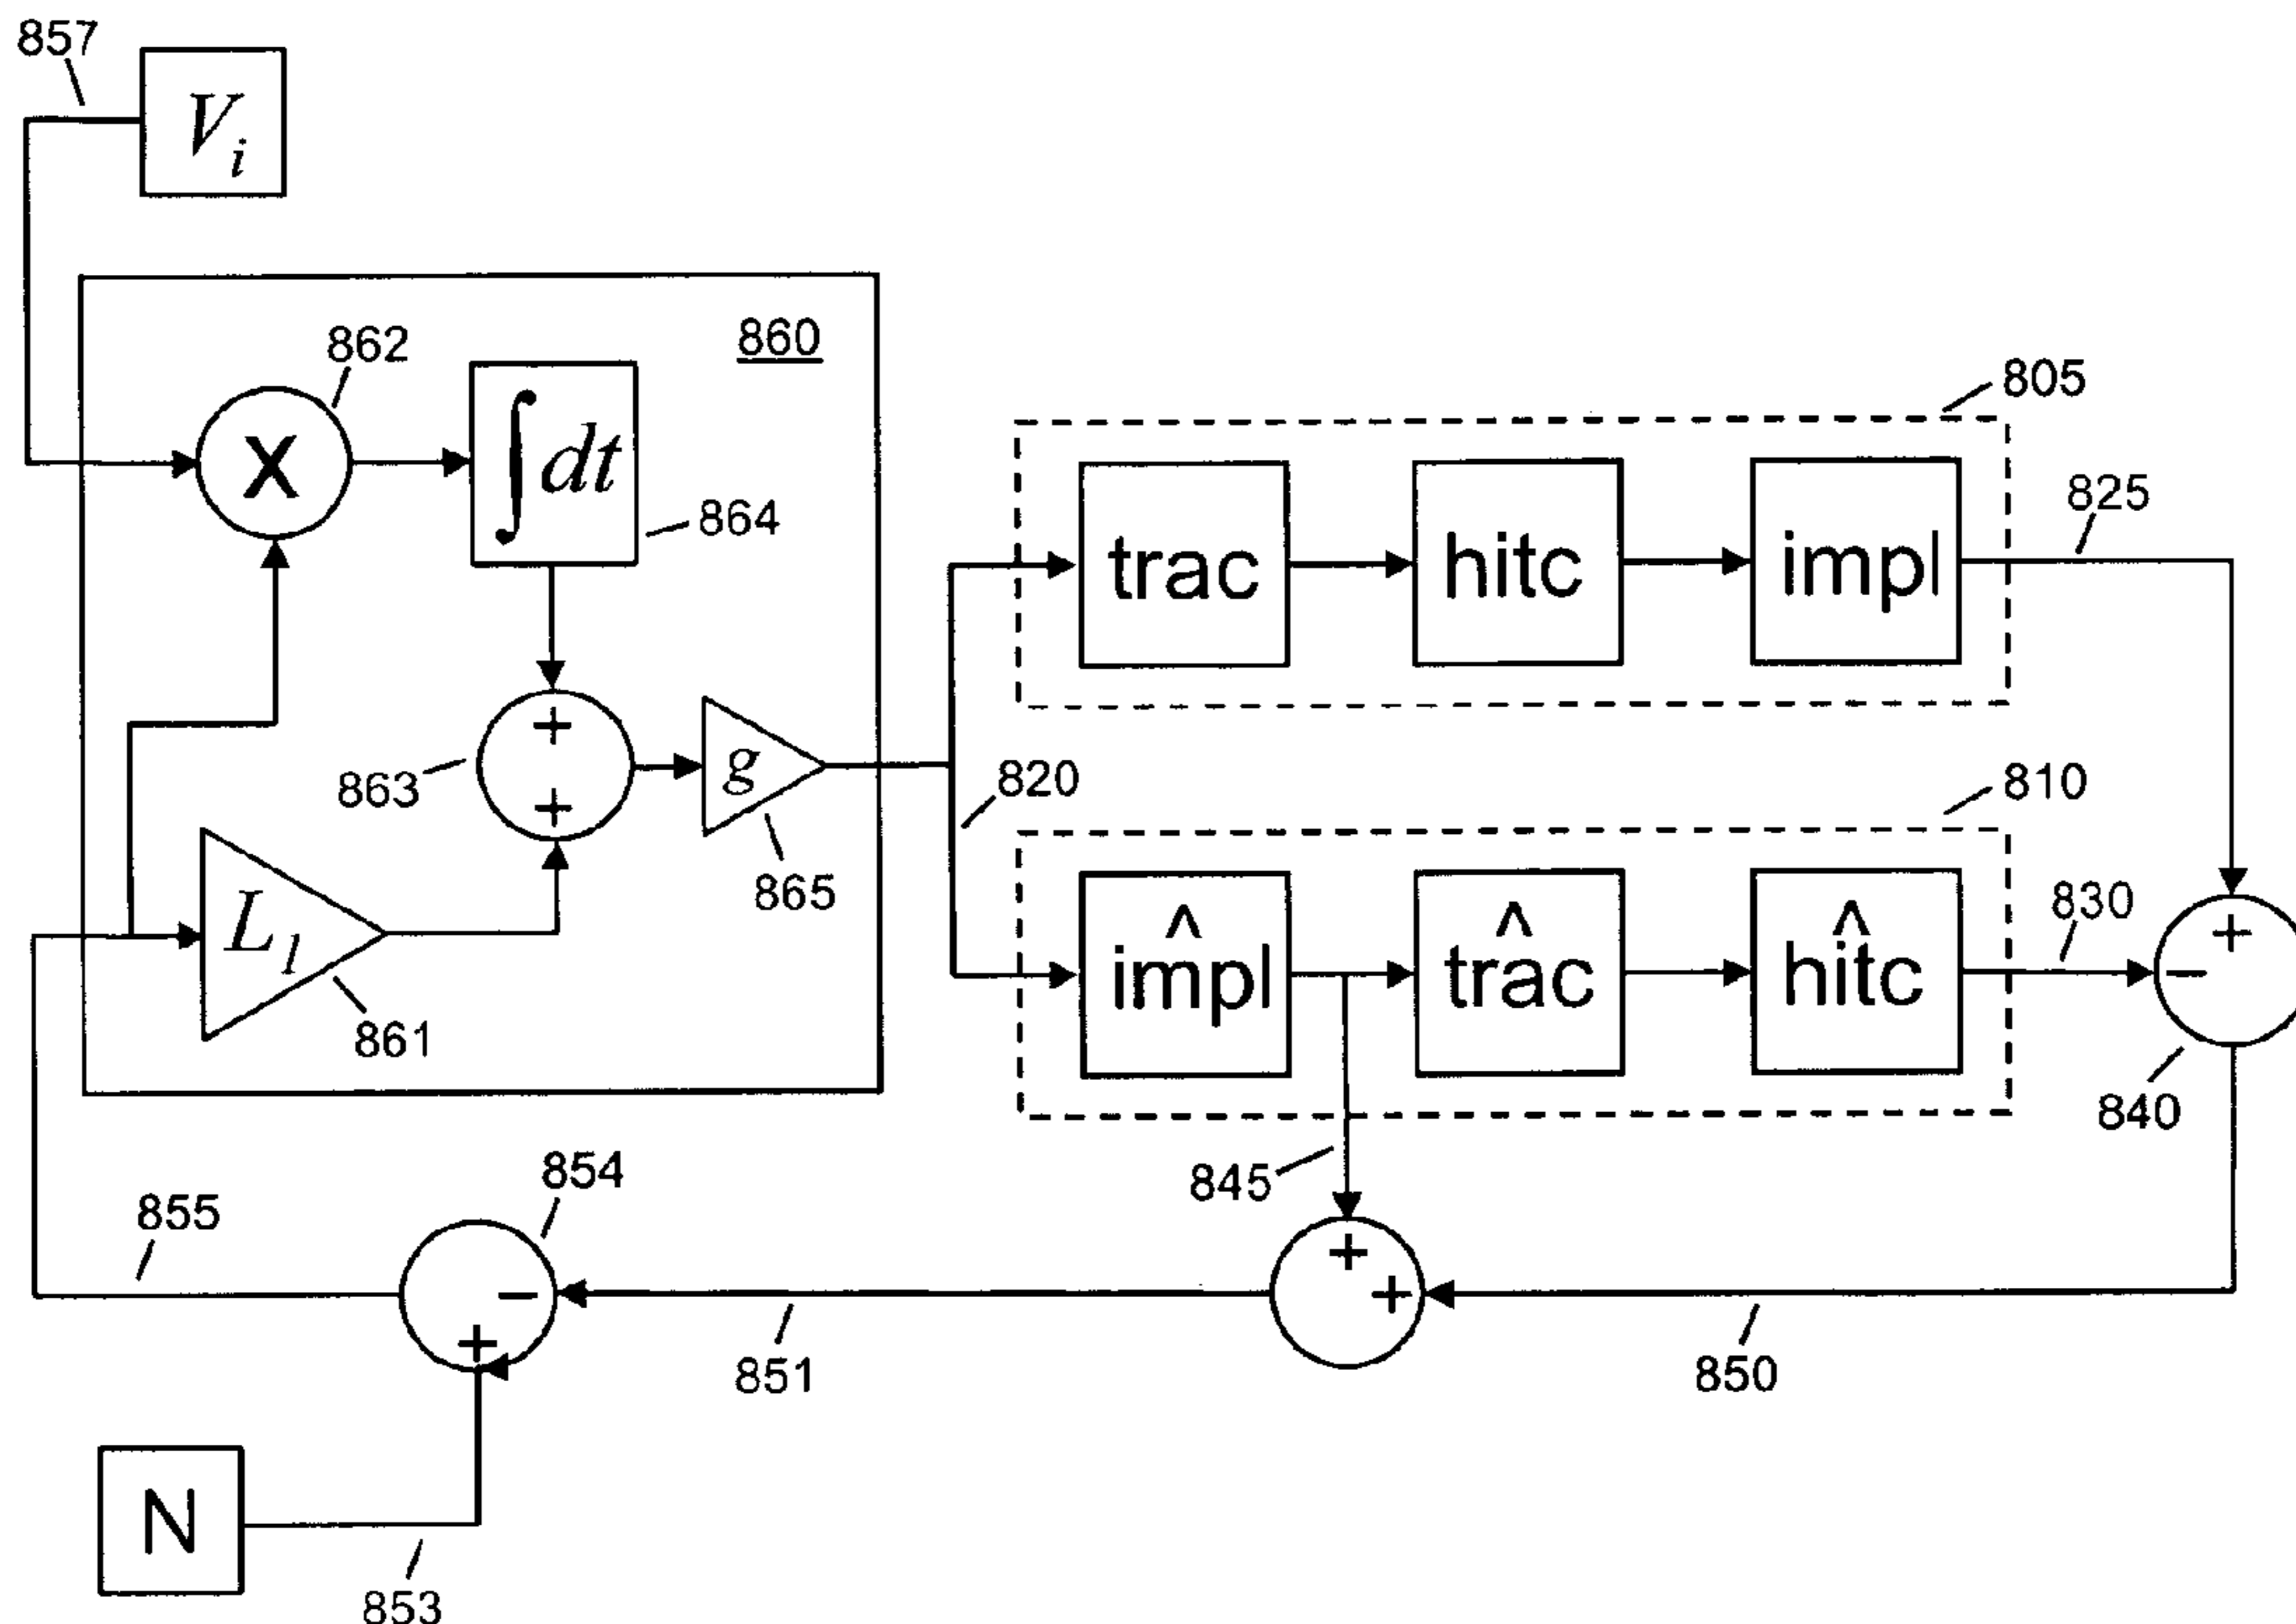 857
V_i
862
860
X
∫dt
864
805
trac
hitc
impl
825
+
+
863
g
865
820
810
L_l
861
impl^
trac^
hitc^
830
+
−
840
845
854
855
−
+
851
+
+
850
N
853